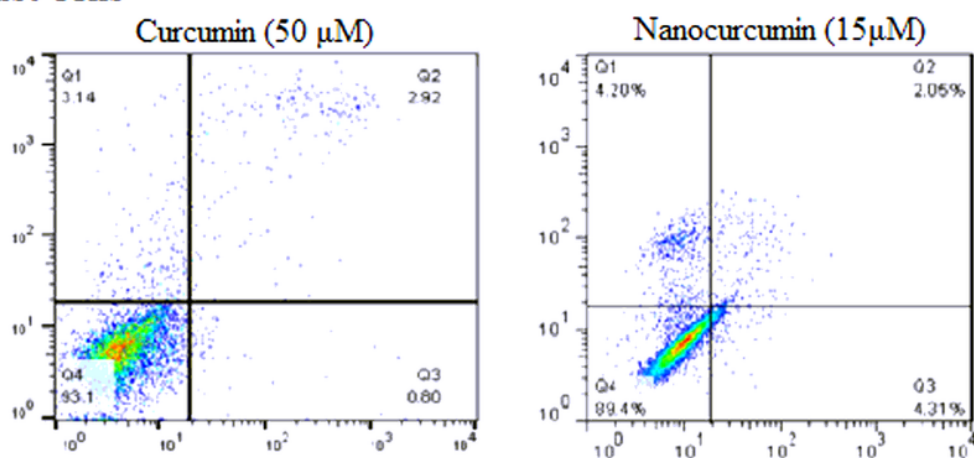 Curcumin (50 µM)
10⁴
Q1
3.14
Q2
2.92
10³
10²
10¹
Q4
93.1
Q3
0.80
10⁰
10⁰ 10¹ 10² 10³ 10⁴
Nanocurcumin (15µM)
10⁴
Q1
4.20%
Q2
2.05%
10³
10²
10¹
Q4
89.4%
Q3
4.31%
10⁰
10⁰ 10¹ 10² 10³ 10⁴